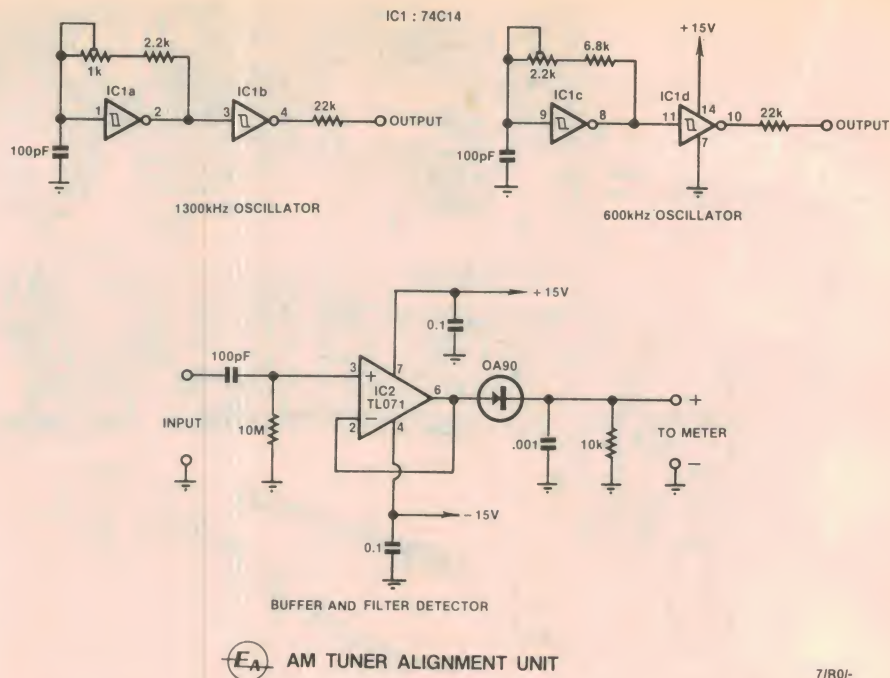 IC1 : 74C14
1k
2.2k
IC1a
1
2
IC1b
3
4
22k
OUTPUT
100pF
1300kHz OSCILLATOR
2.2k
6.8k
+15V
IC1c
9
8
IC1d
11
14
10
7
22k
OUTPUT
100pF
600kHz OSCILLATOR
+15V
0.1
100pF
INPUT
10M
3
+
7
IC2
TL071
6
2
−
4
OA90
.001
10k
+
TO METER
−
−15V
0.1
BUFFER AND FILTER DETECTOR
EA AM TUNER ALIGNMENT UNIT